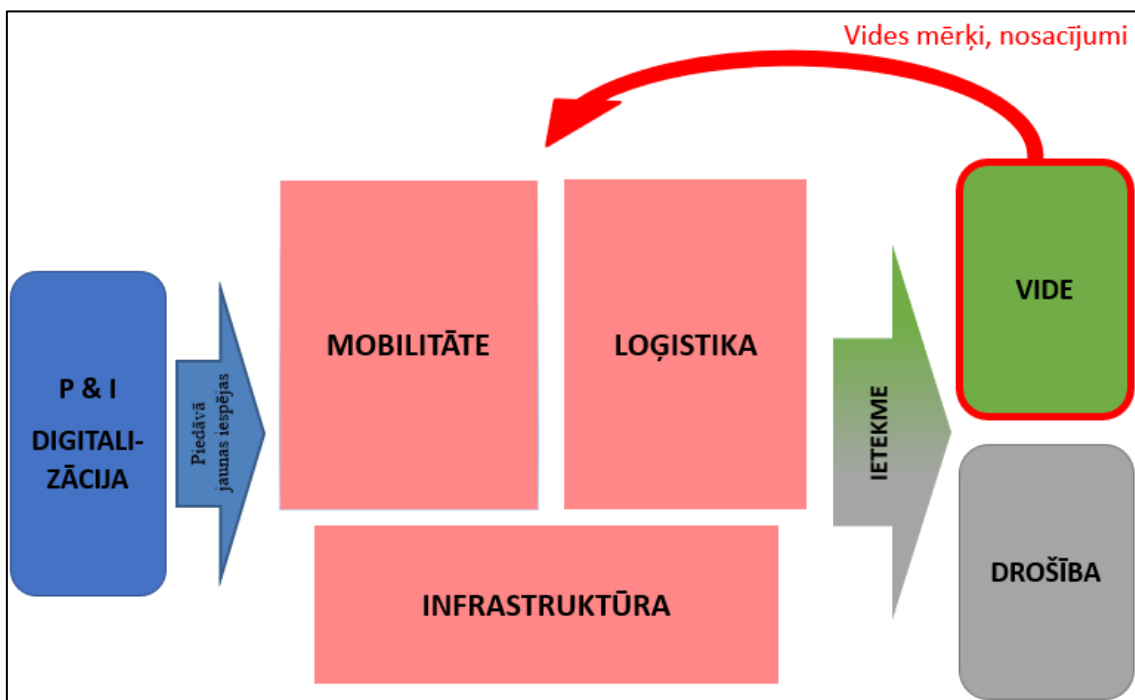 Vides mērķi, nosacījumi
P & I
DIGITALI-
ZĀCIJA
Piedāvā
jaunas iespējas
MOBILITĀTE
LOĢISTIKA
INFRASTRUKTŪRA
IETEKME
VIDE
DROŠĪBA